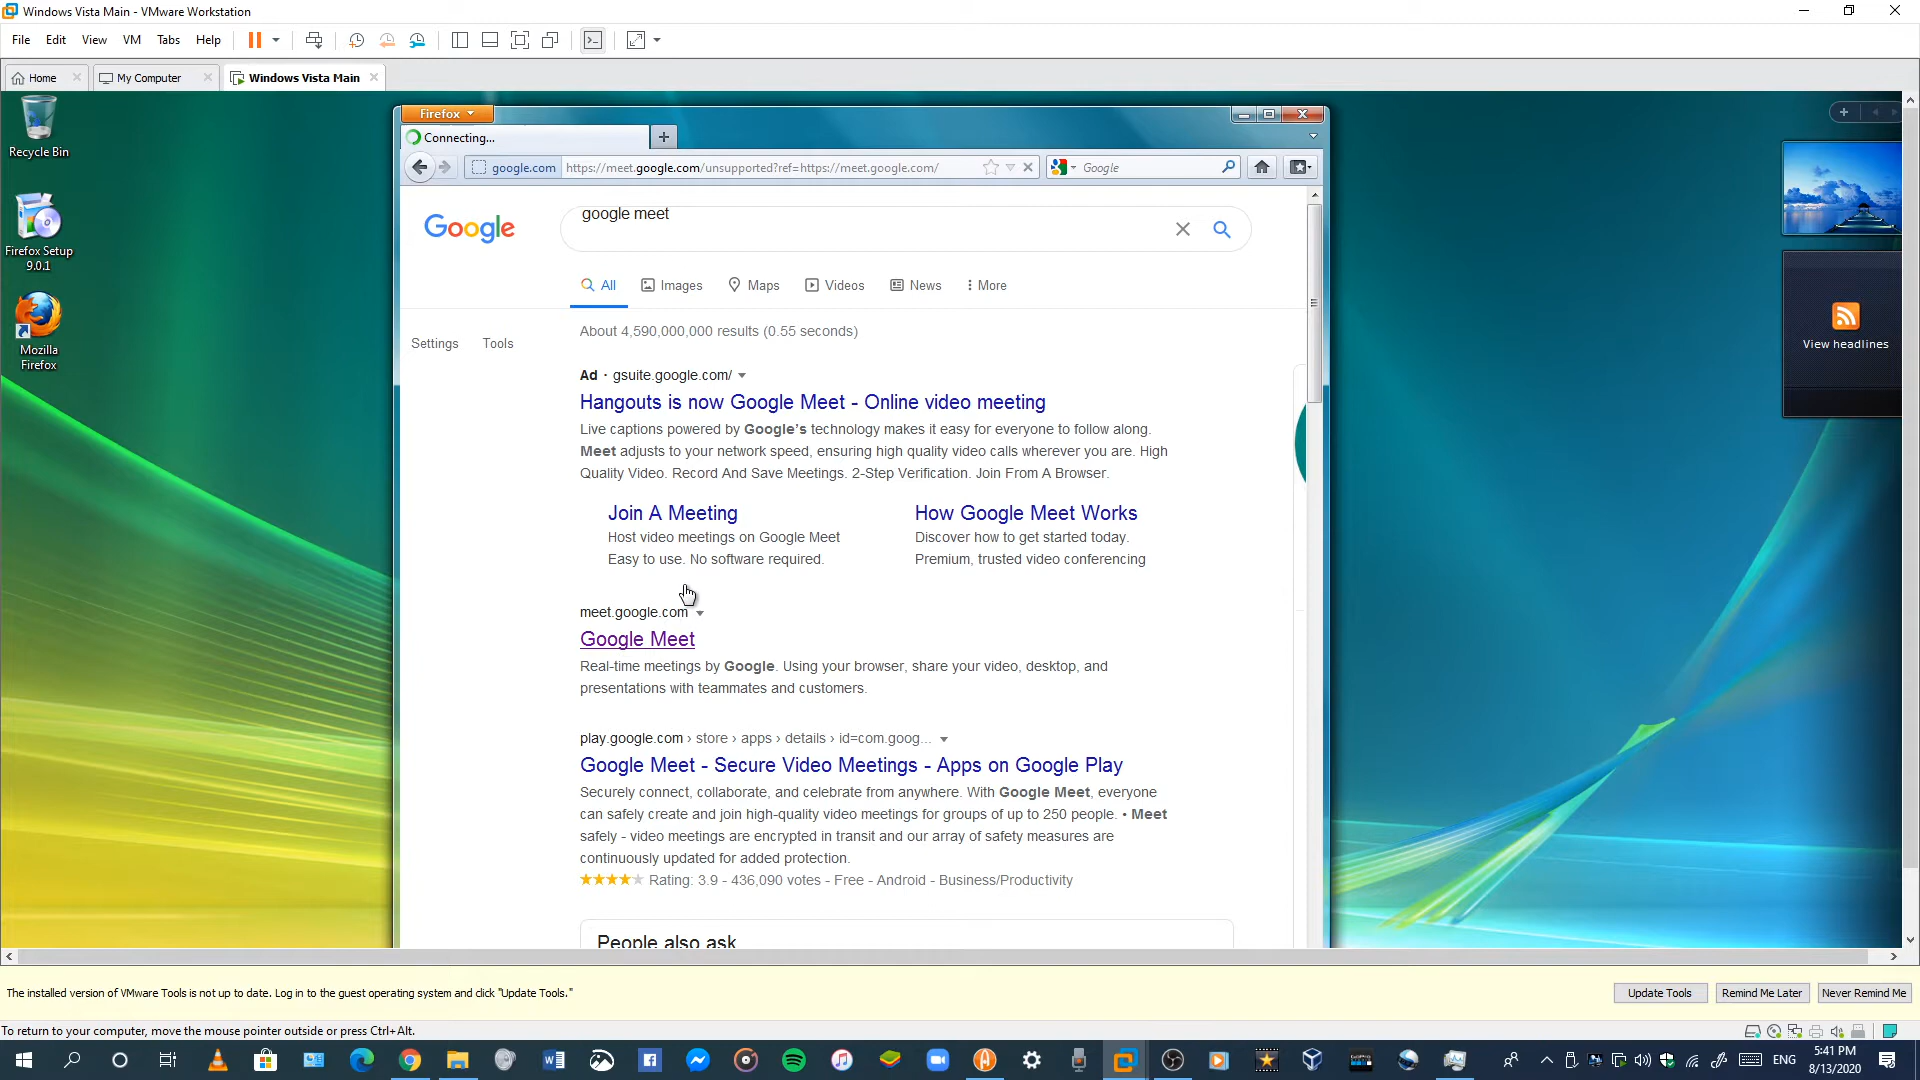 Windows Vista Main - VMware Workstation
File Edit View VM Tabs Help
Home My Computer Windows Vista Main
Recycle Bin
Firefox Setup
9.0.1
Mozilla
Firefox
Firefox
Connecting...
google.com https://meet.google.com/unsupported?ref=https://meet.google.com/ Google
Google google meet
All Images Maps Videos News More
Settings Tools
About 4,590,000,000 results (0.55 seconds)
Ad · gsuite.google.com/
Hangouts is now Google Meet - Online video meeting
Live captions powered by Google's technology makes it easy for everyone to follow along.
Meet adjusts to your network speed, ensuring high quality video calls wherever you are. High
Quality Video. Record And Save Meetings. 2-Step Verification. Join From A Browser.
Join A Meeting
Host video meetings on Google Meet
Easy to use. No software required.
How Google Meet Works
Discover how to get started today.
Premium, trusted video conferencing
meet.google.com
Google Meet
Real-time meetings by Google. Using your browser, share your video, desktop, and
presentations with teammates and customers.
play.google.com › store › apps › details › id=com.goog...
Google Meet - Secure Video Meetings - Apps on Google Play
Securely connect, collaborate, and celebrate from anywhere. With Google Meet, everyone
can safely create and join high-quality video meetings for groups of up to 250 people. • Meet
safely - video meetings are encrypted in transit and our array of safety measures are
continuously updated for added protection.
Rating: 3.9 - 436,090 votes - Free - Android - Business/Productivity
People also ask
View headlines
The installed version of VMware Tools is not up to date. Log in to the guest operating system and click "Update Tools."
Update Tools Remind Me Later Never Remind Me
To return to your computer, move the mouse pointer outside or press Ctrl+Alt.
ENG
5:41 PM
8/13/2020